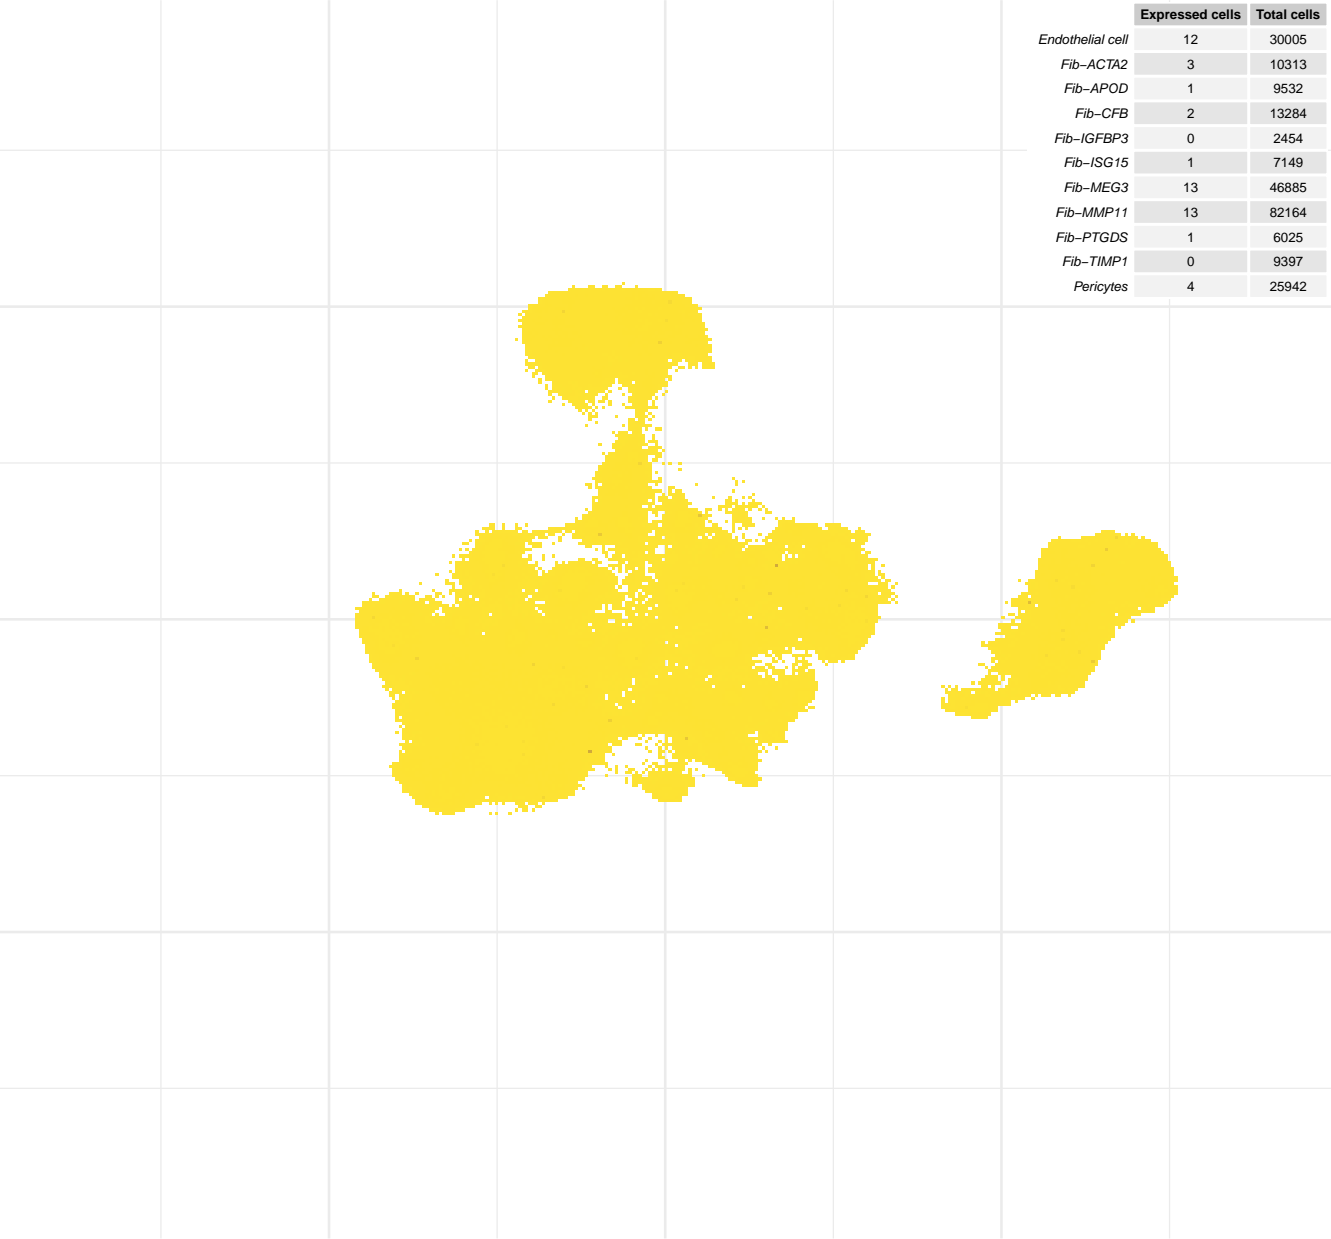 Expressed cells Total cells
Endothelial cell 12 30005
Fib−ACTA2 3 10313
Fib−APOD 1 9532
Fib−CFB 2 13284
Fib−IGFBP3 0 2454
Fib−ISG15 1 7149
Fib−MEG3 13 46885
Fib−MMP11 13 82164
Fib−PTGDS 1 6025
Fib−TIMP1 0 9397
Pericytes 4 25942